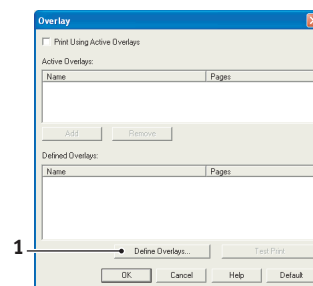 Overlay
Print Using Active Overlays
Active Overlays:
Name Pages
Add Remove
Defined Overlays:
Name Pages
1 Define Overlays... Test Print
OK Cancel Help Default